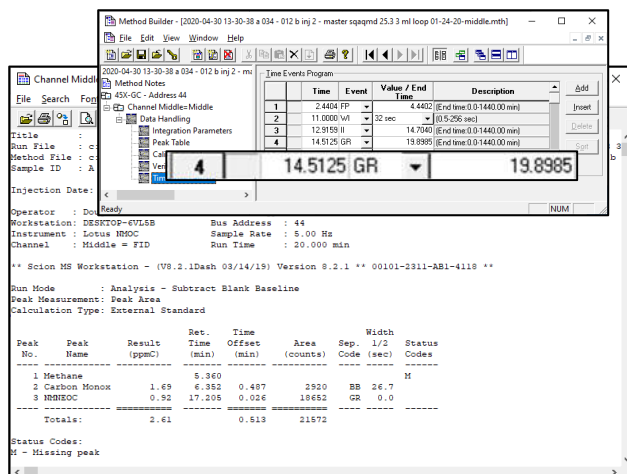 Method Builder - [2020-04-30 13-30-38 a 034 - 012 b inj 2 - master sqaqmd 25.3 3 ml loop 01-24-20-middle.mth]
File Edit View Window Help
2020-04-30 13-30-38 a 034 - 012 b inj 2 - ma
Method Notes
45X-GC - Address 44
Channel Middle=Middle
Data Handling
Integration Parameters
Peak Table
Time Events Program
Time Event Value / End Time Description
1 2.4404 FP 4.4402 (End time:0.0-1440.00 min)
2 11.0000 WI 32 sec (0.5-256 sec)
3 12.9159 II 14.7040 (End time:0.0-1440.00 min)
4 14.5125 GR 19.8985 (End time:0.0-1440.00 min)
Add
Insert
Delete
Sort
4 14.5125 GR 19.8985
Ready NUM
Channel Middle
File Search
Title :
Run File : c:
Method File : c:
Sample ID : A
Injection Date:
Operator : Dou
Workstation: DESKTOP-6VL5B Bus Address : 44
Instrument : Lotus NMOC Sample Rate : 5.00 Hz
Channel : Middle = FID Run Time : 20.000 min
** Scion MS Workstation - (V8.2.1Dash 03/14/19) Version 8.2.1 ** 00101-2311-AB1-4118 **
Run Mode : Analysis - Subtract Blank Baseline
Peak Measurement: Peak Area
Calculation Type: External Standard
Ret. Time Width
Peak Peak Result Time Offset Area Sep. 1/2 Status
No. Name (ppmC) (min) (min) (counts) Code (sec) Codes
1 Methane 5.360 M
2 Carbon Monox 1.69 6.352 0.487 2920 BB 26.7
3 NMNEOC 0.92 17.205 0.026 18652 GR 0.0
Totals: 2.61 0.513 21572
Status Codes:
M - Missing peak